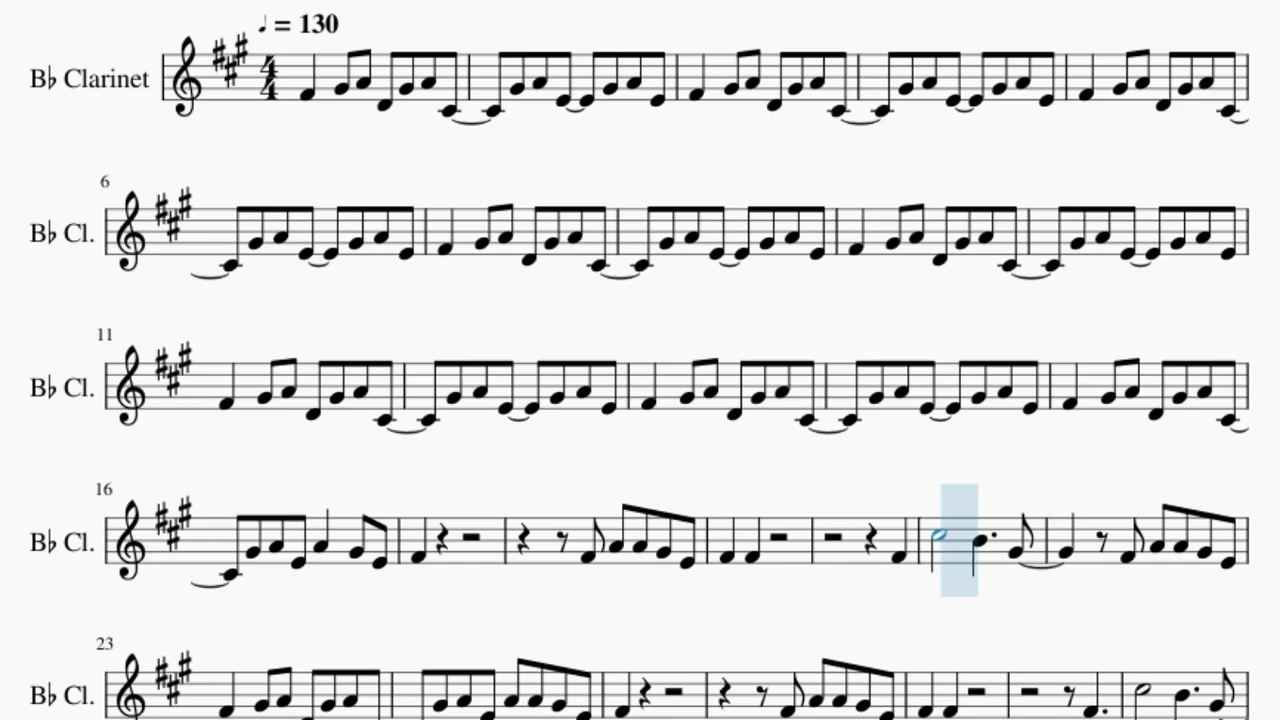 ♩ = 130
B♭ Clarinet
4
4
6
B♭ Cl.
11
B♭ Cl.
16
B♭ Cl.
23
B♭ Cl.